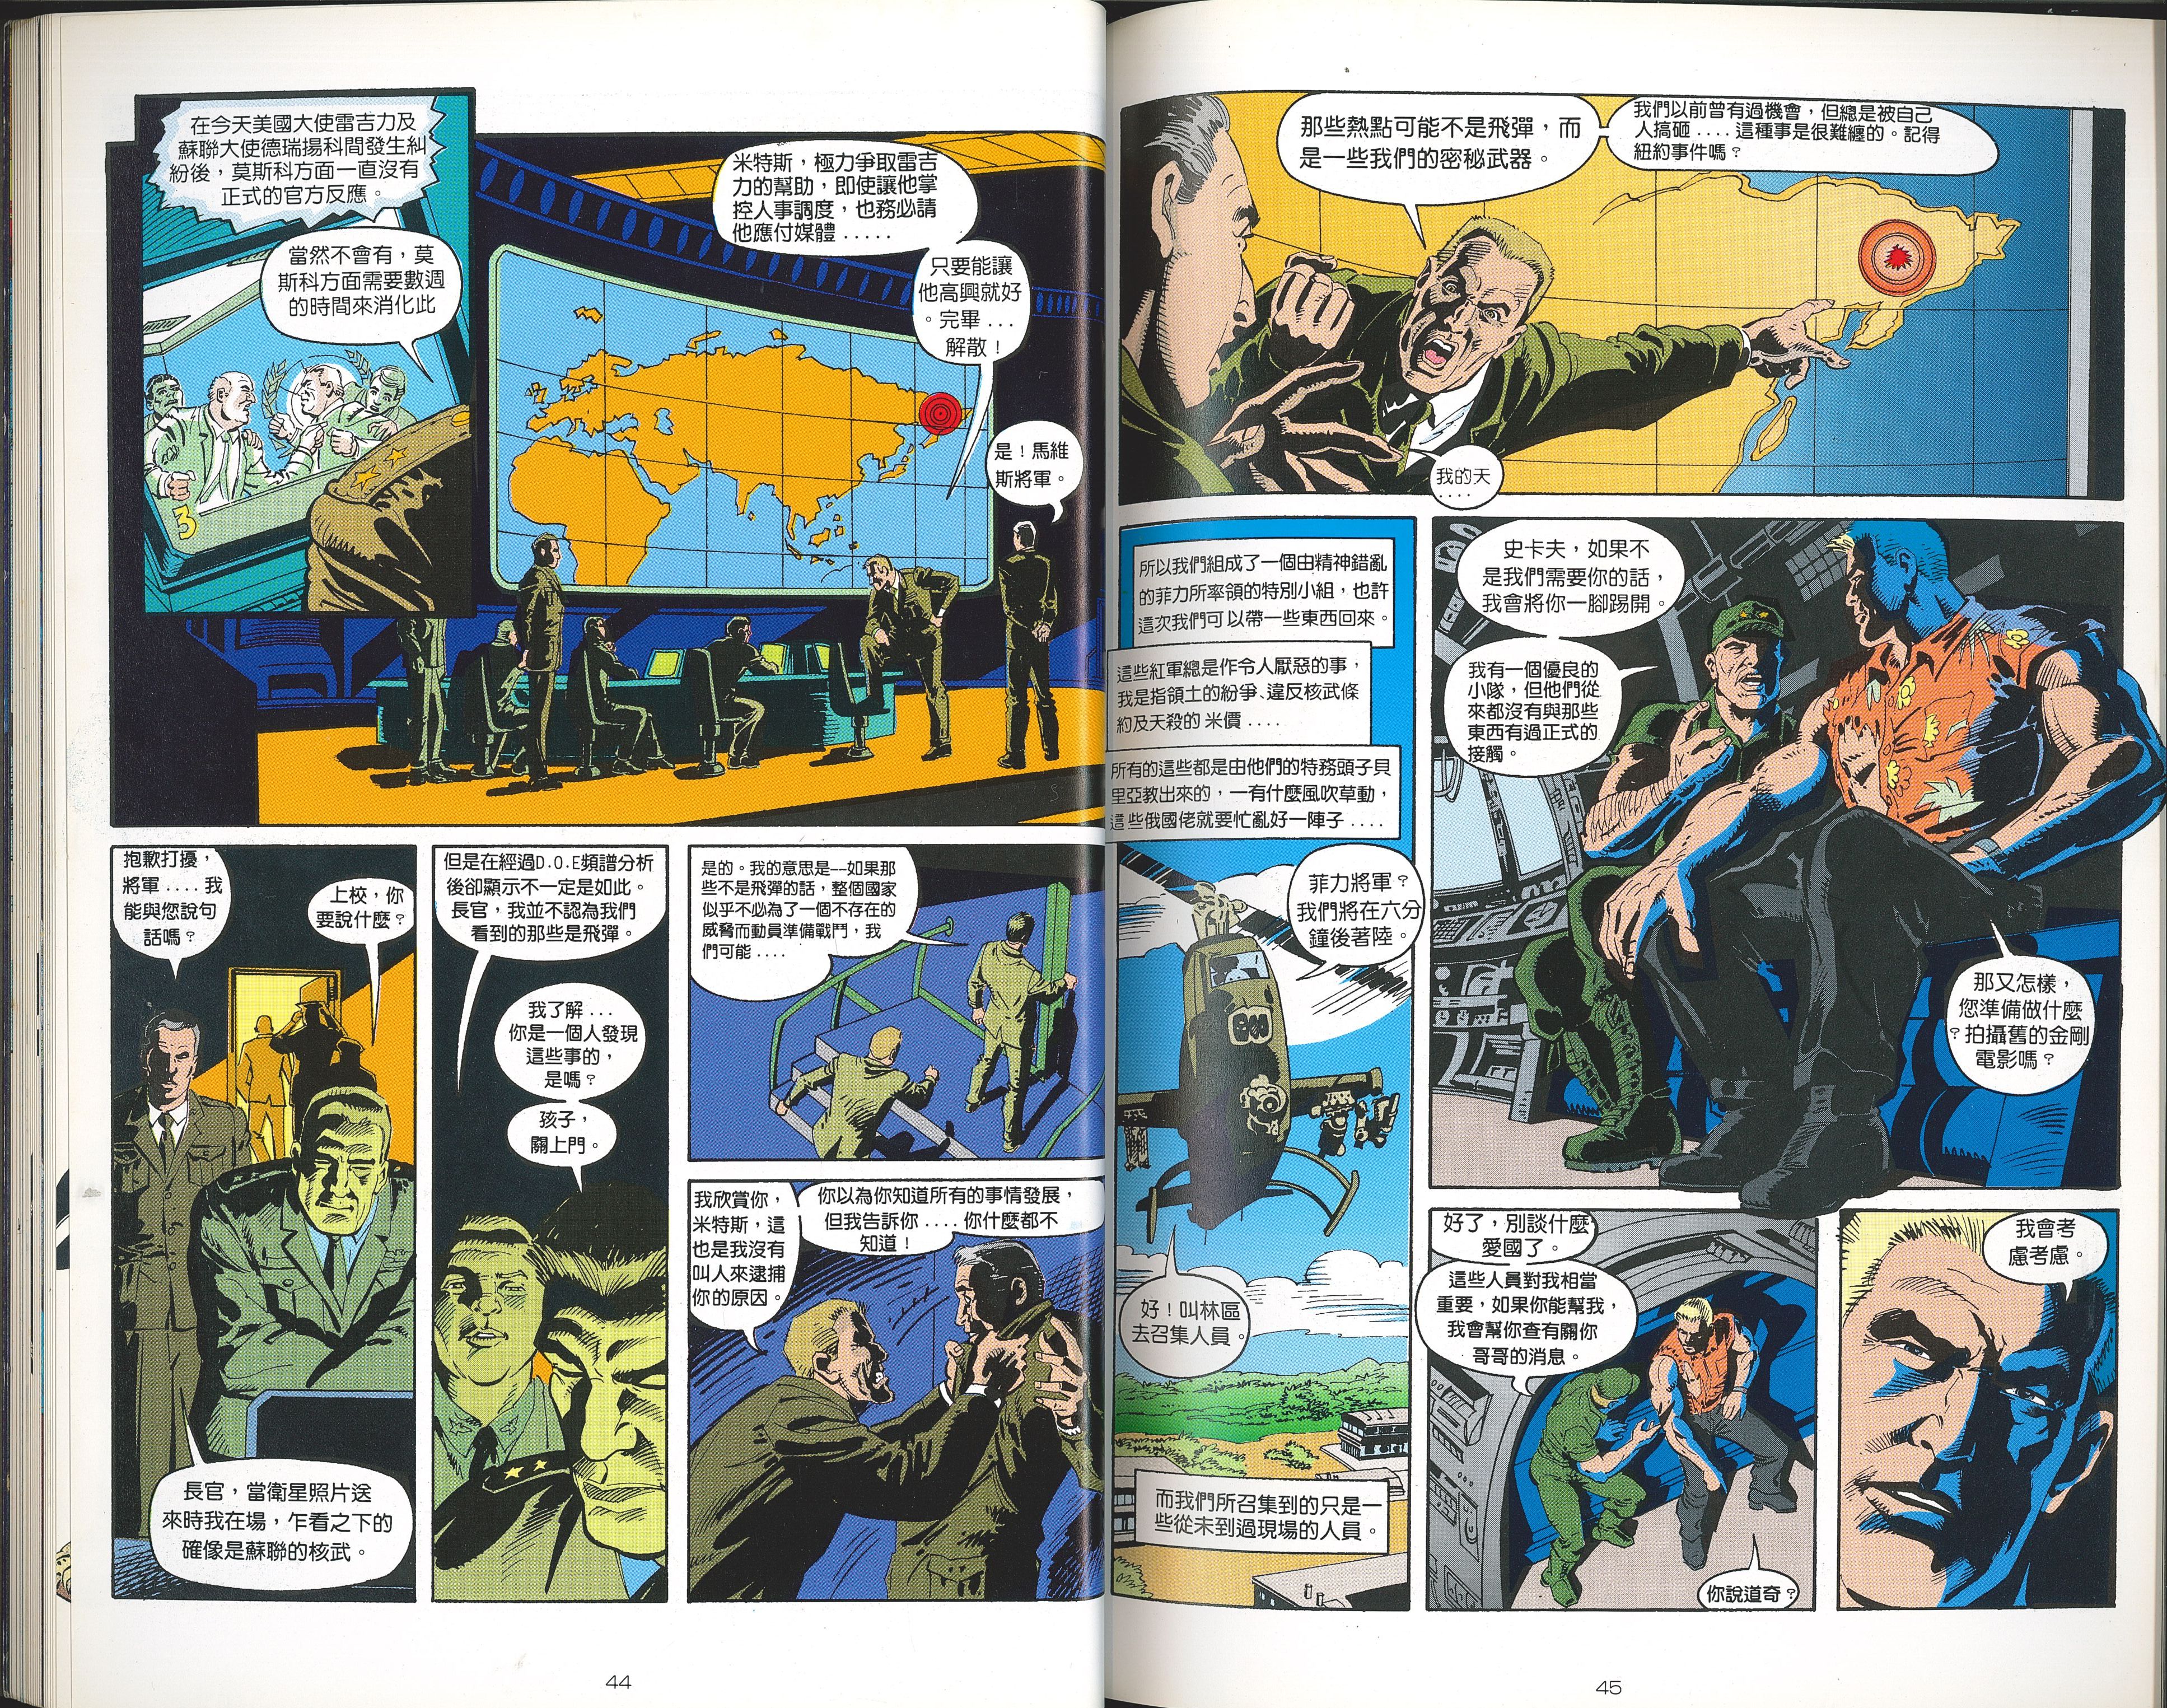 在今天美國大使雷吉力及
蘇聯大使德瑞揚科間發生糾
紛後，莫斯科方面一直沒有
正式的官方反應。
當然不會有，莫
斯科方面需要數週
的時間來消化此
3
米特斯，極力爭取雷吉
力的幫助，即使讓他掌
控人事調度，也務必請
他應付媒體 . . . . .
只要能讓
他高興就好
。完畢 . . .
解散！
是！馬維
斯將軍。
抱歉打擾，
將軍 . . . . 我
能與您說句
話嗎？
上校，你
要說什麼？
長官，當衛星照片送
來時我在場，乍看之下的
確像是蘇聯的核武。
但是在經過D.O.E頻譜分析
後卻顯示不一定是如此。
長官，我並不認為我們
看到的那些是飛彈。
我了解 . . .
你是一個人發現
這些事的，
是嗎？
孩子，
關上門。
是的。我的意思是——如果那
些不是飛彈的話，整個國家
似乎不必為了一個不存在的
威脅而動員準備戰鬥，我
們可能 . . . .
我欣賞你，
米特斯，這
也是我沒有
叫人來逮捕
你的原因。
你以為你知道所有的事情發展，
但我告訴你 . . . . 你什麼都不
知道！
44
那些熱點可能不是飛彈，而
是一些我們的密秘武器。
我們以前曾有過機會，但總是被自己
人搞砸 . . . . 這種事是很難纏的。記得
紐約事件嗎？
我的天
. . . .
所以我們組成了一個由精神錯亂
的菲力所率領的特別小組，也許
這次我們可以帶一些東西回來。
這些紅軍總是作令人厭惡的事，
我是指領土的紛爭、違反核武條
約及天殺的 米價 . . . .
所有的這些都是由他們的特務頭子貝
里亞教出來的，一有什麼風吹草動，
這些俄國佬就要忙亂好一陣子 . . . .
菲力將軍？
我們將在六分
鐘後著陸。
好！叫林區
去召集人員。
而我們所召集到的只是一
些從未到過現場的人員。
史卡夫，如果不
是我們需要你的話，
我會將你一腳踢開。
我有一個優良的
小隊，但他們從
來都沒有與那些
東西有過正式的
接觸。
那又怎樣，
您準備做什麼
？拍攝舊的金剛
電影嗎？
好了，別談什麼
愛國了。
這些人員對我相當
重要，如果你能幫我，
我會幫你查有關你
哥哥的消息。
你說道奇？
我會考
慮考慮。
45